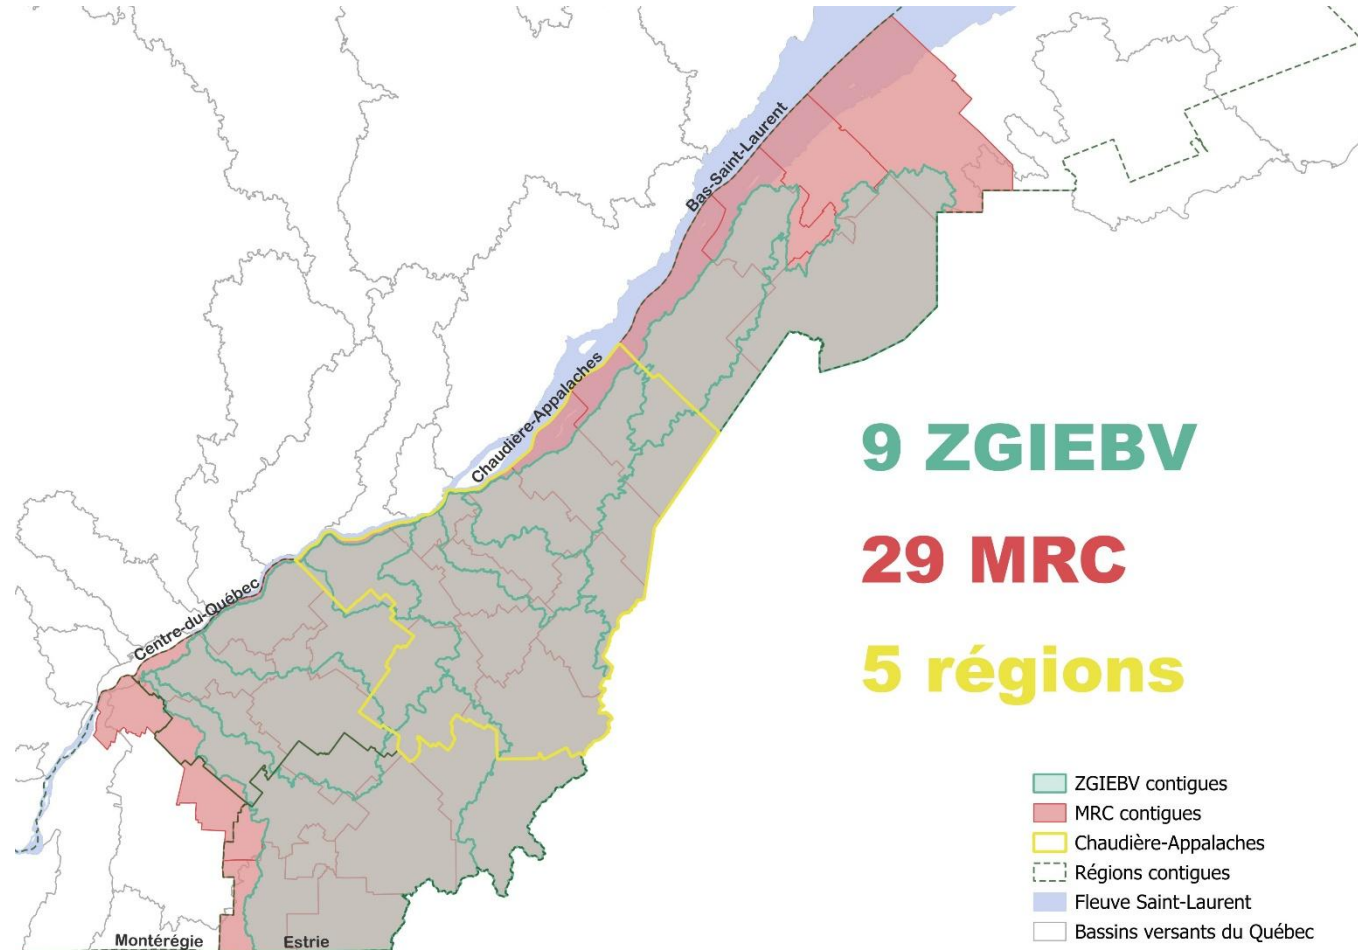 Bas-Saint-Laurent
Chaudière-Appalaches
Centre-du-Québec
Montérégie
Estrie
9 ZGIEBV
29 MRC
5 régions
ZGIEBV contigues
MRC contigues
Chaudière-Appalaches
Régions contigues
Fleuve Saint-Laurent
Bassins versants du Québec